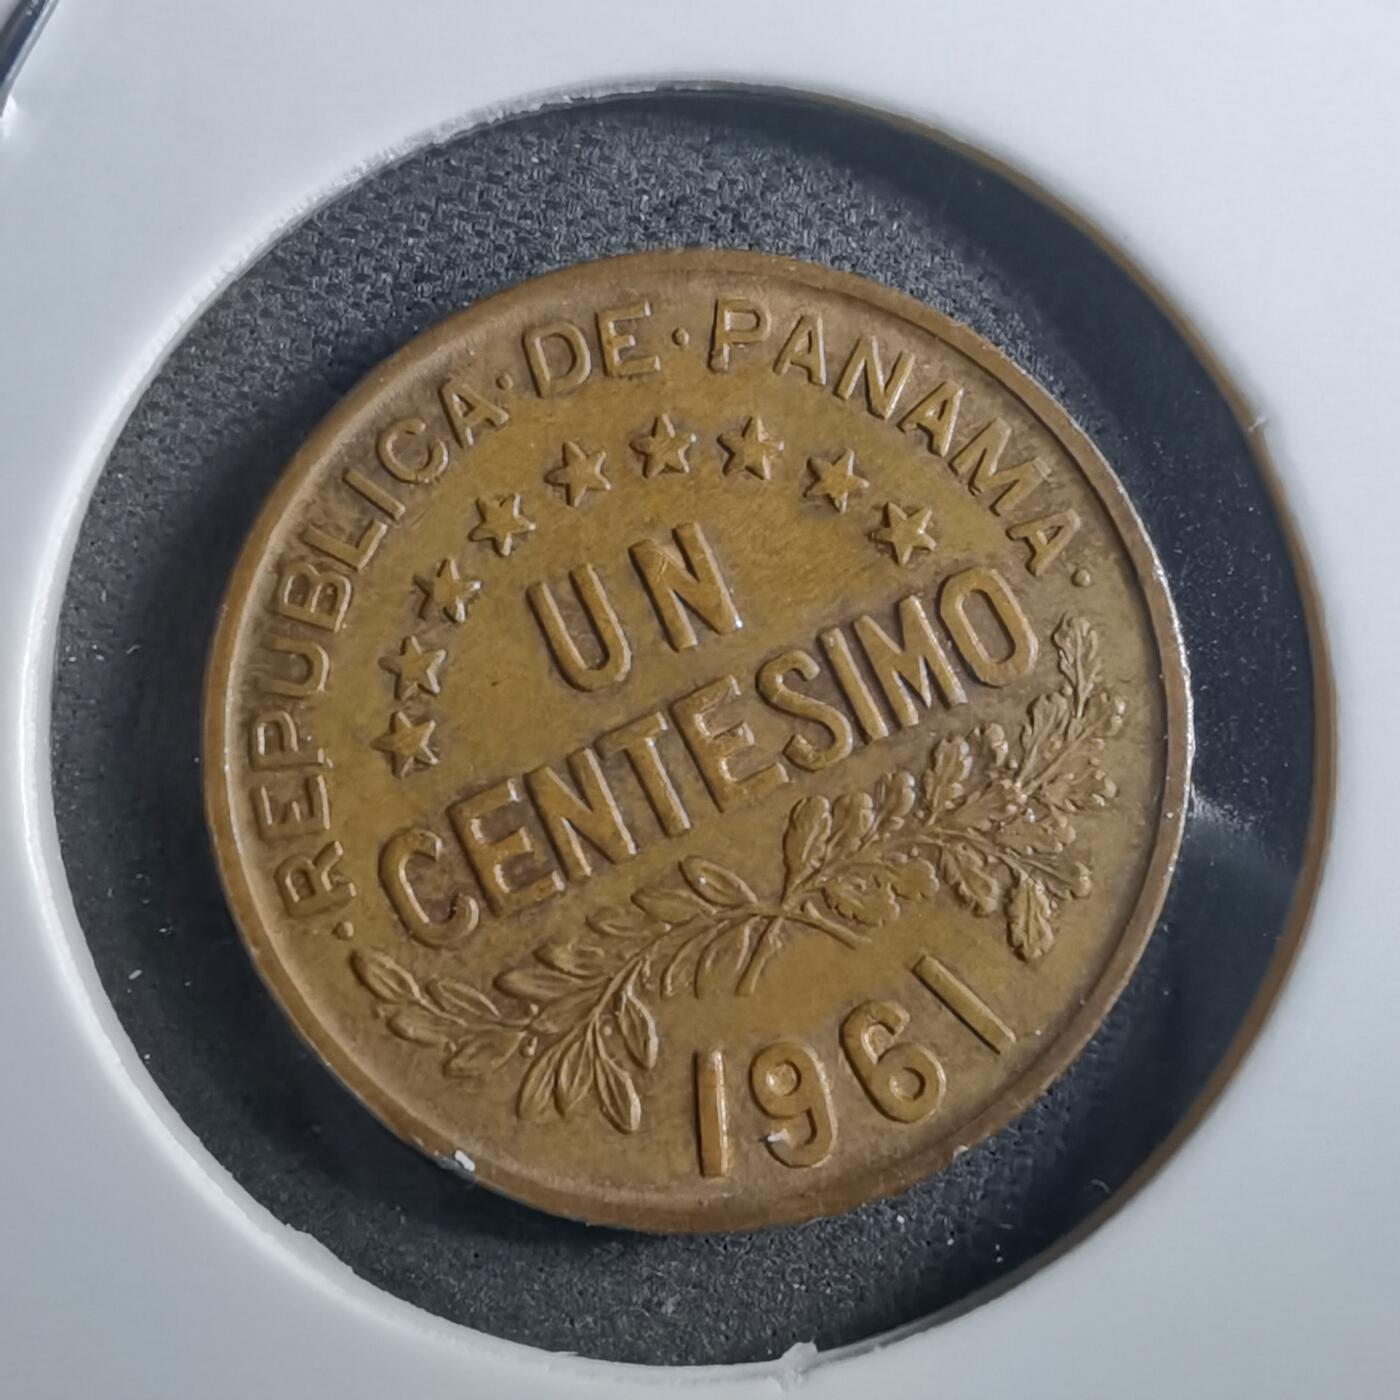 ·REPUBLICA·DE·PANAMA·
UN
CENTESIMO
1961